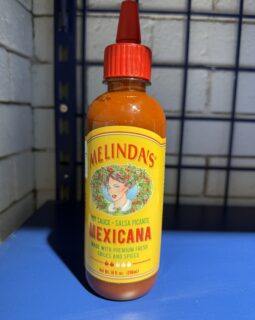 MELINDA'S
HOT SAUCE · SALSA PICANTE
MEXICANA
MADE WITH PREMIUM FRESH
CHILES AND SPICES